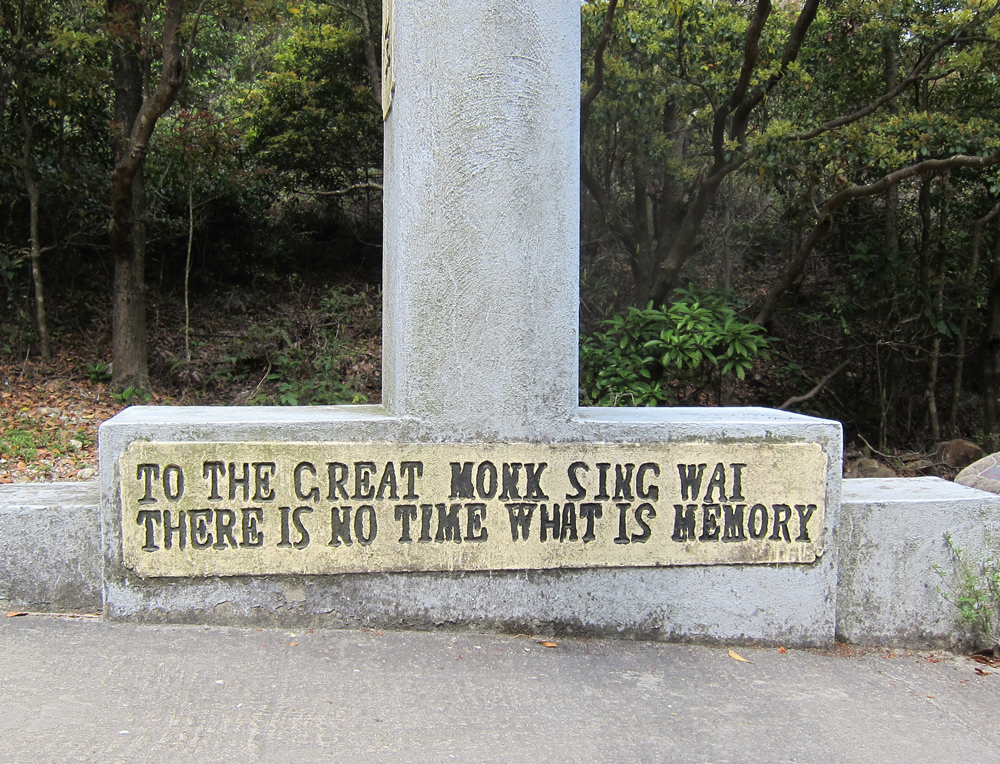 TO THE GREAT MONK SING WAI
THERE IS NO TIME WHAT IS MEMORY